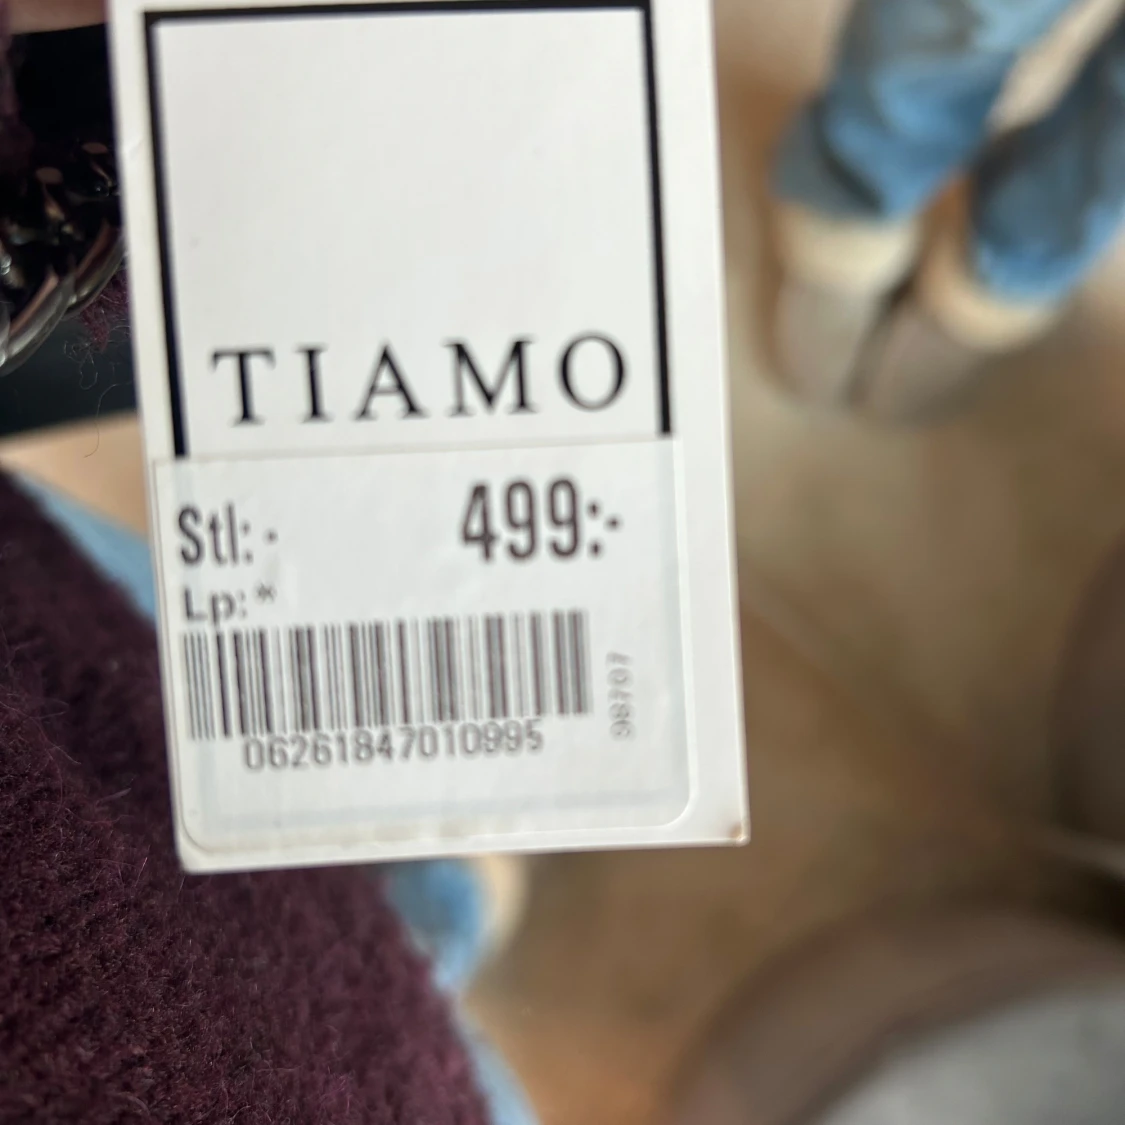 TIAMO
Stl: - 499:-
Lp: *
98707
06261847010995